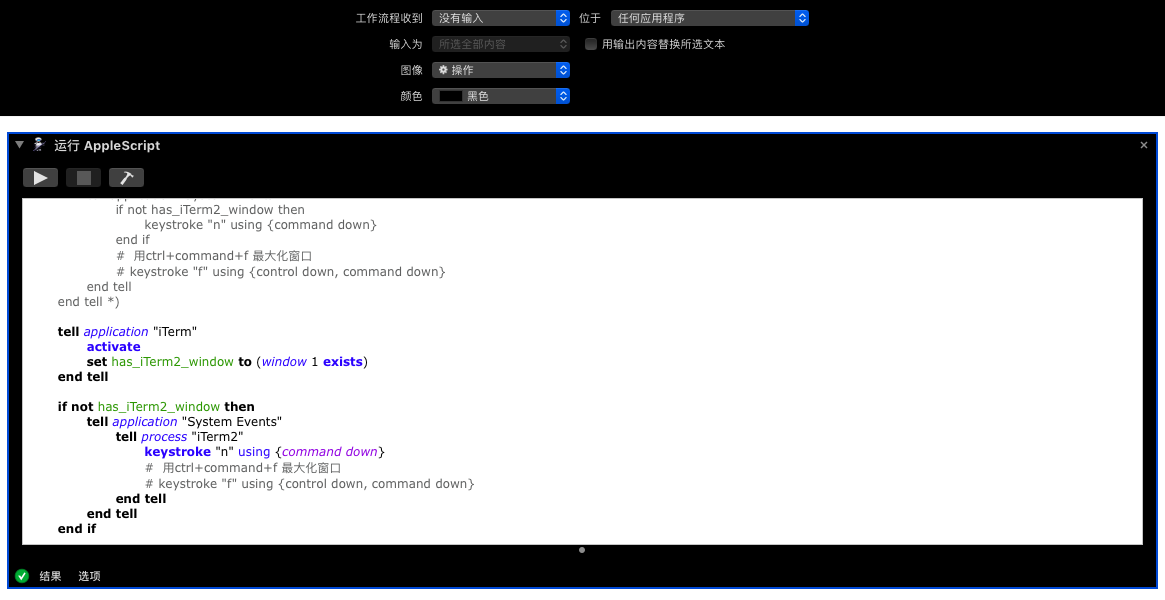 工作流程收到 没有输入 位于 任何应用程序
输入为 所选全部内容 用输出内容替换所选文本
图像 操作
颜色 黑色
运行 AppleScript
if not has_iTerm2_window then
keystroke "n" using {command down}
end if
# 用ctrl+command+f 最大化窗口
# keystroke "f" using {control down, command down}
end tell
end tell *)
tell application "iTerm"
activate
set has_iTerm2_window to (window 1 exists)
end tell
if not has_iTerm2_window then
tell application "System Events"
tell process "iTerm2"
keystroke "n" using {command down}
# 用ctrl+command+f 最大化窗口
# keystroke "f" using {control down, command down}
end tell
end tell
end if
结果 选项